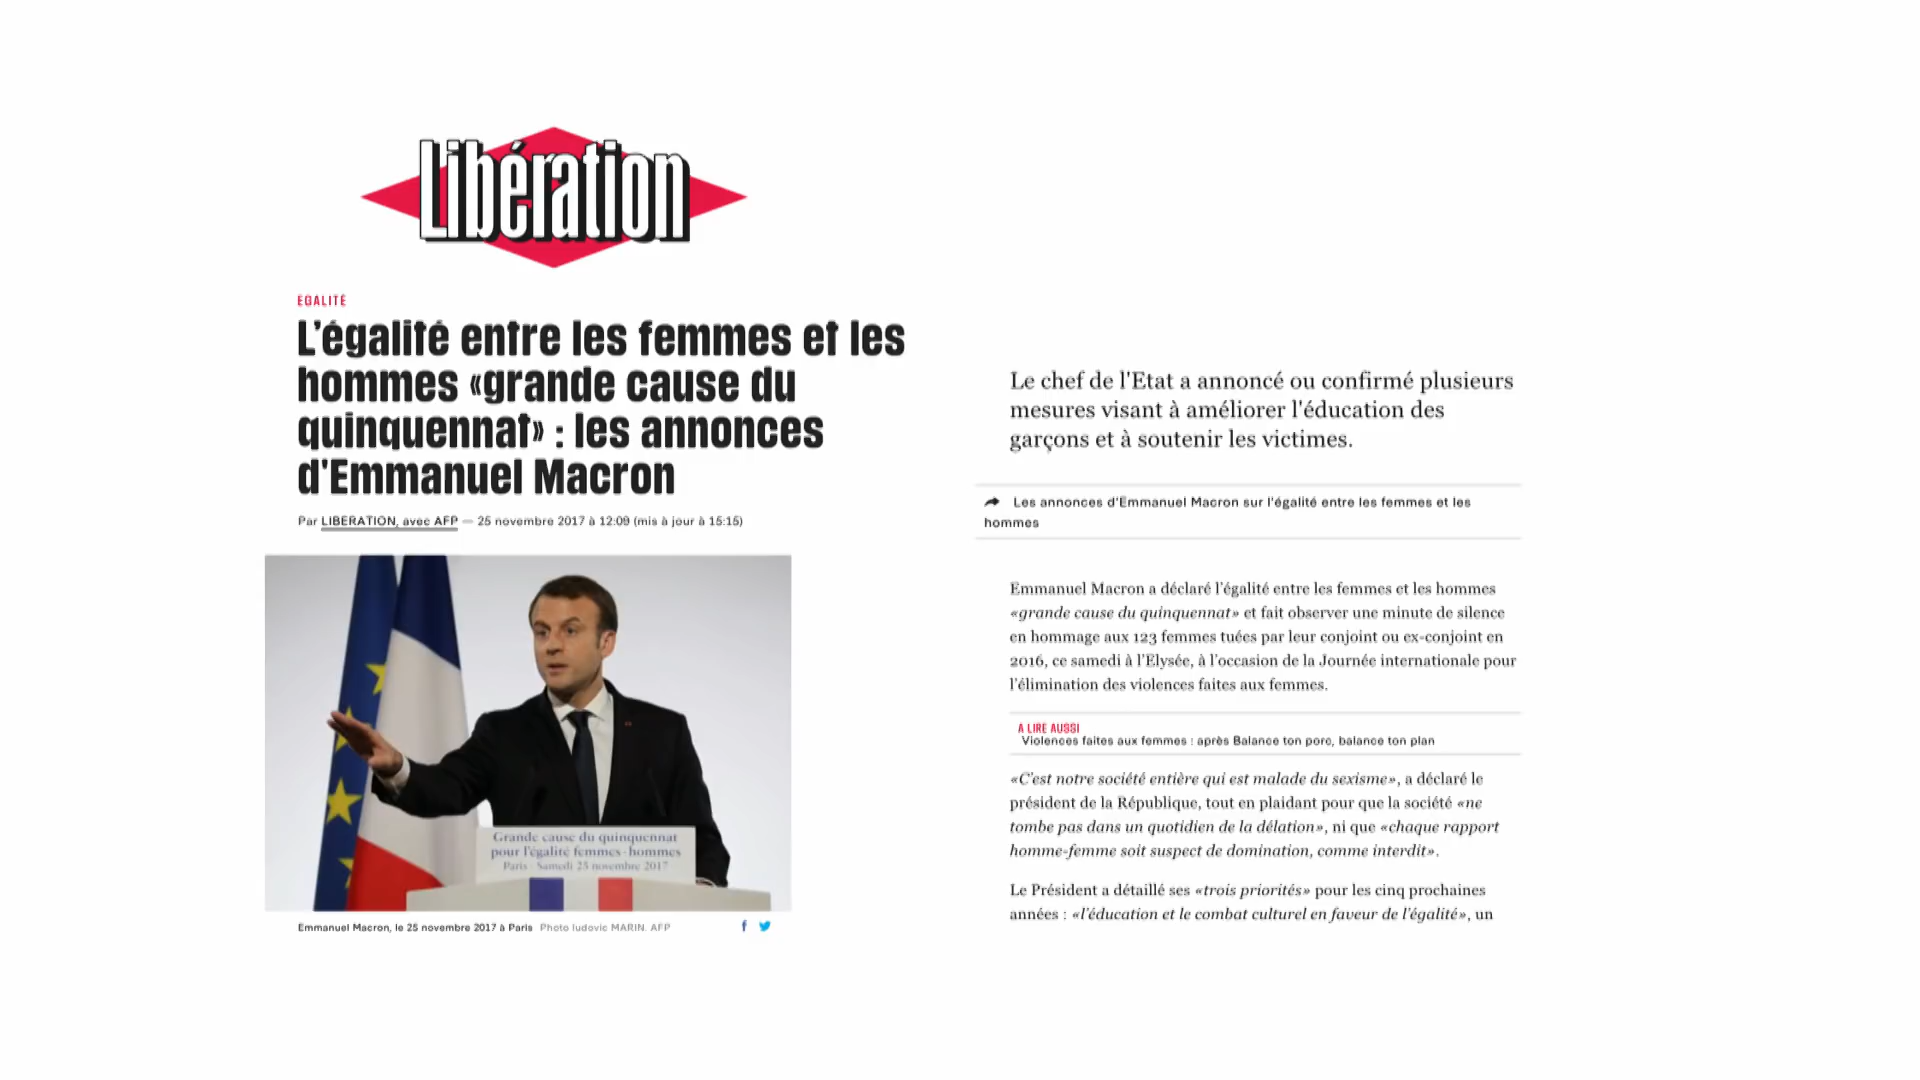 Libération
EGALITÉ
L'égalité entre les femmes et les
hommes «grande cause du
quinquennat» : les annonces
d'Emmanuel Macron
Par LIBERATION, avec AFP — 25 novembre 2017 à 12:09 (mis à jour à 15:15)
Grande cause du quinquennat
pour l'égalité femmes-hommes
Paris - Samedi 25 novembre 2017
Emmanuel Macron, le 25 novembre 2017 à Paris Photo ludovic MARIN. AFP
Le chef de l'Etat a annoncé ou confirmé plusieurs
mesures visant à améliorer l'éducation des
garçons et à soutenir les victimes.
Les annonces d'Emmanuel Macron sur l'égalité entre les femmes et les
hommes
Emmanuel Macron a déclaré l'égalité entre les femmes et les hommes
«grande cause du quinquennat» et fait observer une minute de silence
en hommage aux 123 femmes tuées par leur conjoint ou ex-conjoint en
2016, ce samedi à l'Elysée, à l'occasion de la Journée internationale pour
l'élimination des violences faites aux femmes.
A LIRE AUSSI
Violences faites aux femmes : après Balance ton porc, balance ton plan
«C'est notre société entière qui est malade du sexisme», a déclaré le
président de la République, tout en plaidant pour que la société «ne
tombe pas dans un quotidien de la délation», ni que «chaque rapport
homme-femme soit suspect de domination, comme interdit».
Le Président a détaillé ses «trois priorités» pour les cinq prochaines
années : «l'éducation et le combat culturel en faveur de l'égalité», un